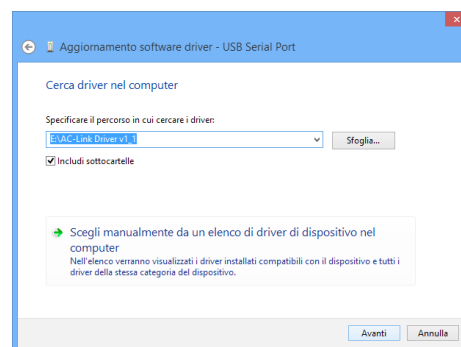 Aggiornamento software driver - USB Serial Port
Cerca driver nel computer
Specificare il percorso in cui cercare i driver:
E:\AC-Link Driver v1_1
Sfoglia...
Includi sottocartelle
Scegli manualmente da un elenco di driver di dispositivo nel
computer
Nell'elenco verranno visualizzati i driver installati compatibili con il dispositivo e tutti i
driver della stessa categoria del dispositivo.
Avanti
Annulla